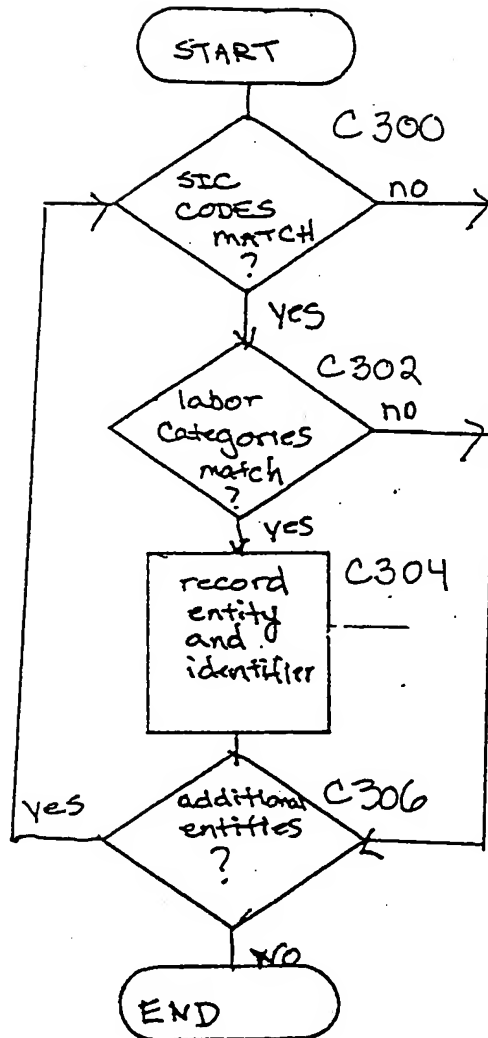 START
C300
SIC
CODES
MATCH
?
no
yes
C302
labor
categories
match
?
no
yes
C304
record
entity
and
identifier
C306
additional
entities
?
yes
NO
END